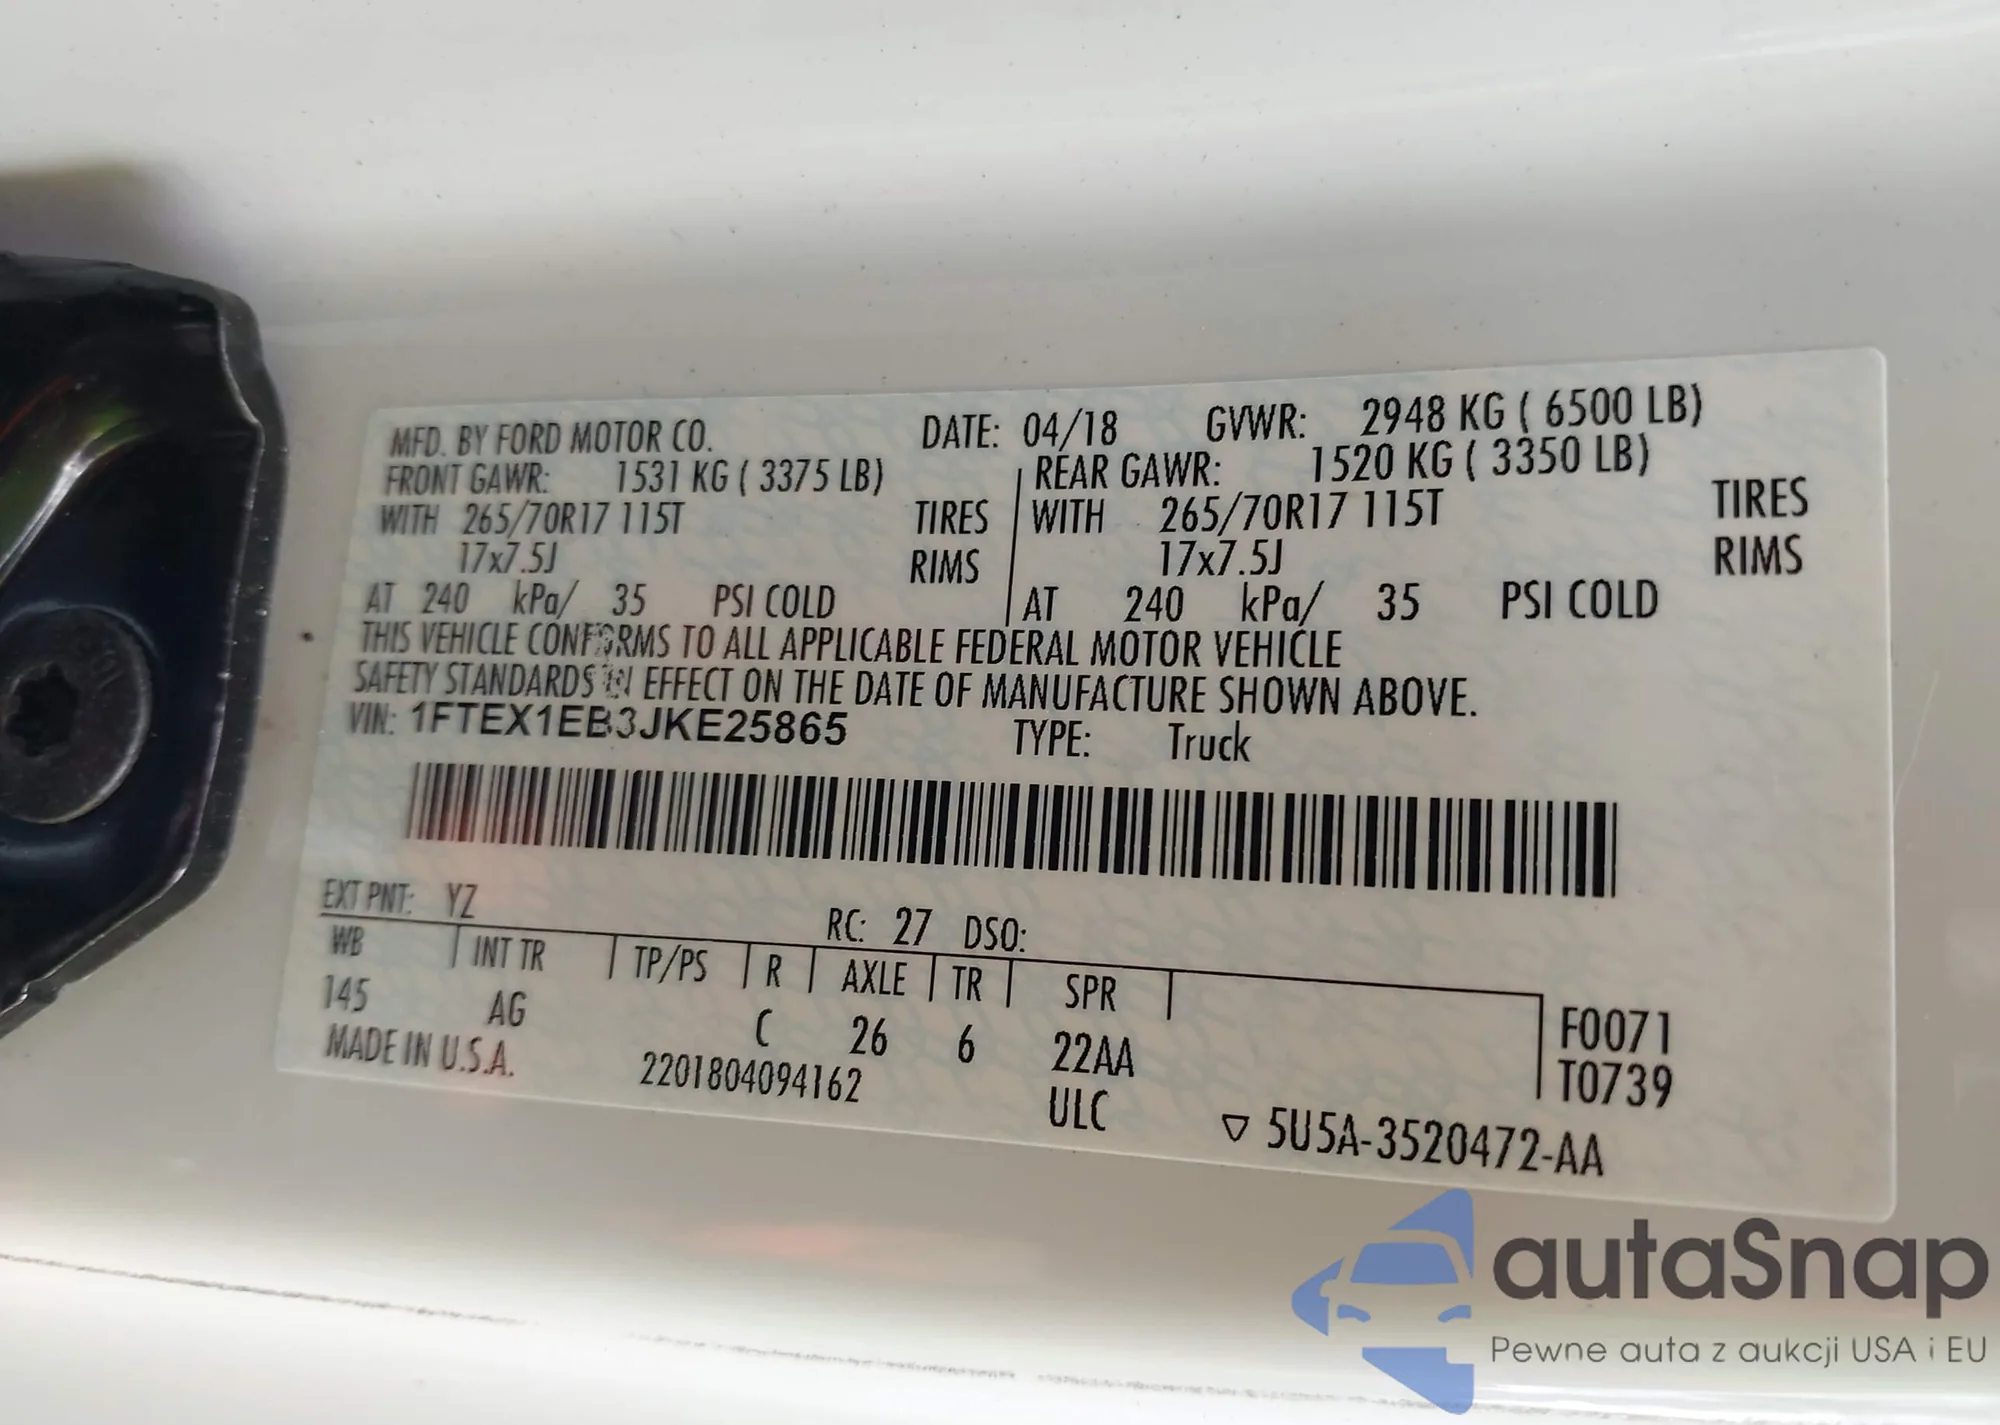 MFD. BY FORD MOTOR CO. DATE: 04/18 GVWR: 2948 KG ( 6500 LB)
FRONT GAWR: 1531 KG ( 3375 LB) REAR GAWR: 1520 KG ( 3350 LB)
WITH 265/70R17 115T TIRES WITH 265/70R17 115T TIRES
17x7.5J RIMS 17x7.5J RIMS
AT 240 kPa/ 35 PSI COLD AT 240 kPa/ 35 PSI COLD
THIS VEHICLE CONFORMS TO ALL APPLICABLE FEDERAL MOTOR VEHICLE
SAFETY STANDARDS IN EFFECT ON THE DATE OF MANUFACTURE SHOWN ABOVE.
VIN: 1FTEX1EB3JKE25865 TYPE: Truck
EXT PNT: YZ RC: 27 DSO:
WB INT TR TP/PS R AXLE TR SPR
145 AG C 26 6 22AA F0071
MADE IN U.S.A. 2201804094162 ULC T0739
▽ 5U5A-3520472-AA
autaSnap
Pewne auta z aukcji USA i EU